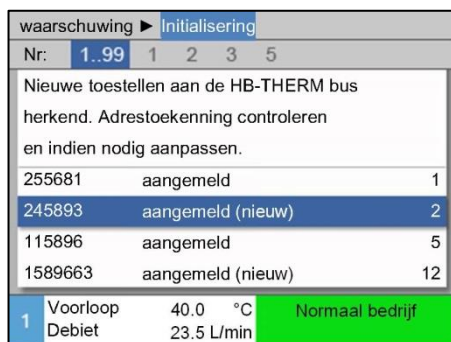 waarschuwing ► Initialisering
Nr: 1..99 1 2 3 5
Nieuwe toestellen aan de HB-THERM bus
herkend. Adrestoekenning controleren
en indien nodig aanpassen.
255681 aangemeld 1
245893 aangemeld (nieuw) 2
115896 aangemeld 5
1589663 aangemeld (nieuw) 12
1 Voorloop 40.0 °C Normaal bedrijf
Debiet 23.5 L/min